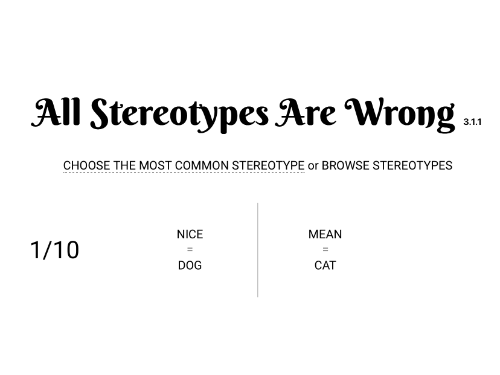 All Stereotypes Are Wrong 3.1.1
CHOOSE THE MOST COMMON STEREOTYPE or BROWSE STEREOTYPES
1/10
NICE
=
DOG
MEAN
=
CAT